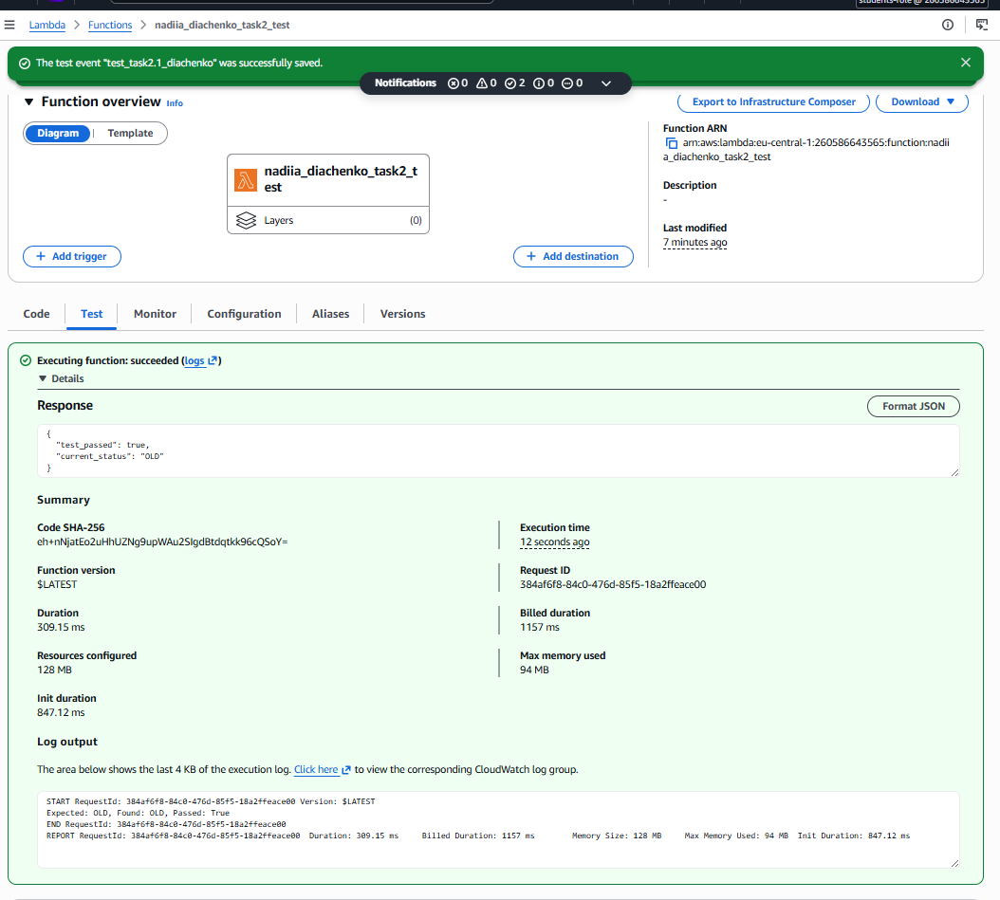 students-role @ 260586643565
Lambda > Functions > nadiia_diachenko_task2_test
The test event "test_task2.1_diachenko" was successfully saved.
Notifications 0 0 2 0 0
Function overview Info
Export to Infrastructure Composer
Download
Diagram
Template
nadiia_diachenko_task2_t
est
Layers (0)
Add trigger
Add destination
Function ARN
arn:aws:lambda:eu-central-1:260586643565:function:nadii
a_diachenko_task2_test
Description
-
Last modified
7 minutes ago
Code
Test
Monitor
Configuration
Aliases
Versions
Executing function: succeeded (logs)
Details
Response
Format JSON
{
"test_passed": true,
"current_status": "OLD"
}
Summary
Code SHA-256
eh+nNjatEo2uHhUZNg9upWAu2SIgdBtdqtkk96cQSoY=
Execution time
12 seconds ago
Function version
$LATEST
Request ID
384af6f8-84c0-476d-85f5-18a2ffeace00
Duration
309.15 ms
Billed duration
1157 ms
Resources configured
128 MB
Max memory used
94 MB
Init duration
847.12 ms
Log output
The area below shows the last 4 KB of the execution log. Click here to view the corresponding CloudWatch log group.
START RequestId: 384af6f8-84c0-476d-85f5-18a2ffeace00 Version: $LATEST
Expected: OLD, Found: OLD, Passed: True
END RequestId: 384af6f8-84c0-476d-85f5-18a2ffeace00
REPORT RequestId: 384af6f8-84c0-476d-85f5-18a2ffeace00 Duration: 309.15 ms Billed Duration: 1157 ms Memory Size: 128 MB Max Memory Used: 94 MB Init Duration: 847.12 ms